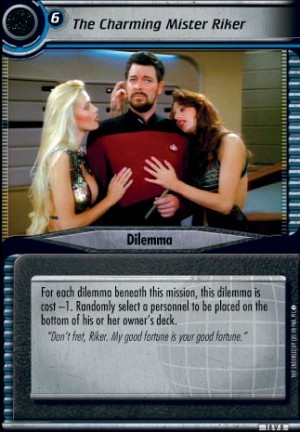 6 The Charming Mister Riker
Dilemma
For each dilemma beneath this mission, this dilemma is
cost –1. Randomly select a personnel to be placed on the
bottom of his or her owner's deck.
"Don't fret, Riker. My good fortune is your good fortune."
16 V 8